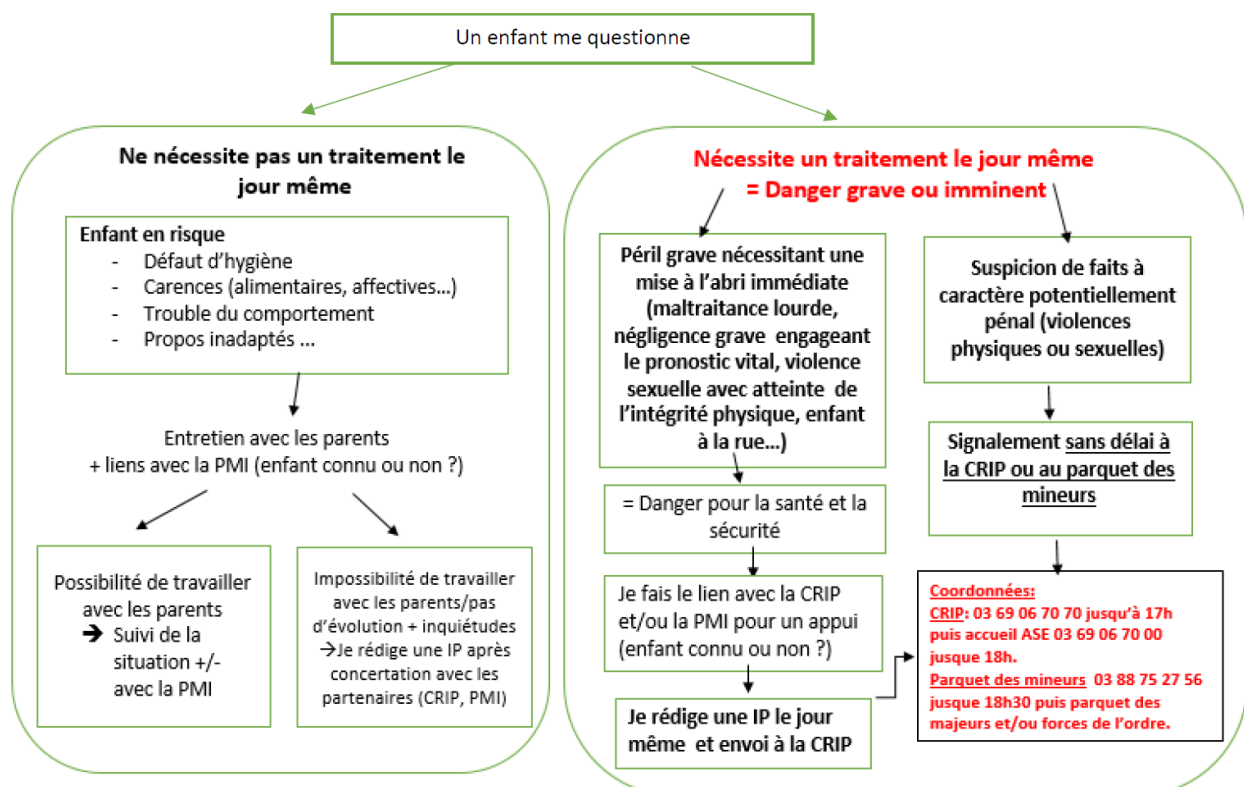 Un enfant me questionne
Ne nécessite pas un traitement le
jour même
Enfant en risque
- Défaut d’hygiène
- Carences (alimentaires, affectives…)
- Trouble du comportement
- Propos inadaptés …
Entretien avec les parents
+ liens avec la PMI (enfant connu ou non ?)
Possibilité de travailler
avec les parents
➔ Suivi de la
situation +/-
avec la PMI
Impossibilité de travailler
avec les parents/pas
d’évolution + inquiétudes
→Je rédige une IP après
concertation avec les
partenaires (CRIP, PMI)
Nécessite un traitement le jour même
= Danger grave ou imminent
Péril grave nécessitant une
mise à l’abri immédiate
(maltraitance lourde,
négligence grave engageant
le pronostic vital, violence
sexuelle avec atteinte de
l’intégrité physique, enfant
à la rue…)
= Danger pour la santé et la
sécurité
Je fais le lien avec la CRIP
et/ou la PMI pour un appui
(enfant connu ou non ?)
Je rédige une IP le jour
même et envoi à la CRIP
Suspicion de faits à
caractère potentiellement
pénal (violences
physiques ou sexuelles)
Signalement sans délai à
la CRIP ou au parquet des
mineurs
Coordonnées:
CRIP: 03 69 06 70 70 jusqu’à 17h
puis accueil ASE 03 69 06 70 00
jusque 18h.
Parquet des mineurs 03 88 75 27 56
jusque 18h30 puis parquet des
majeurs et/ou forces de l’ordre.